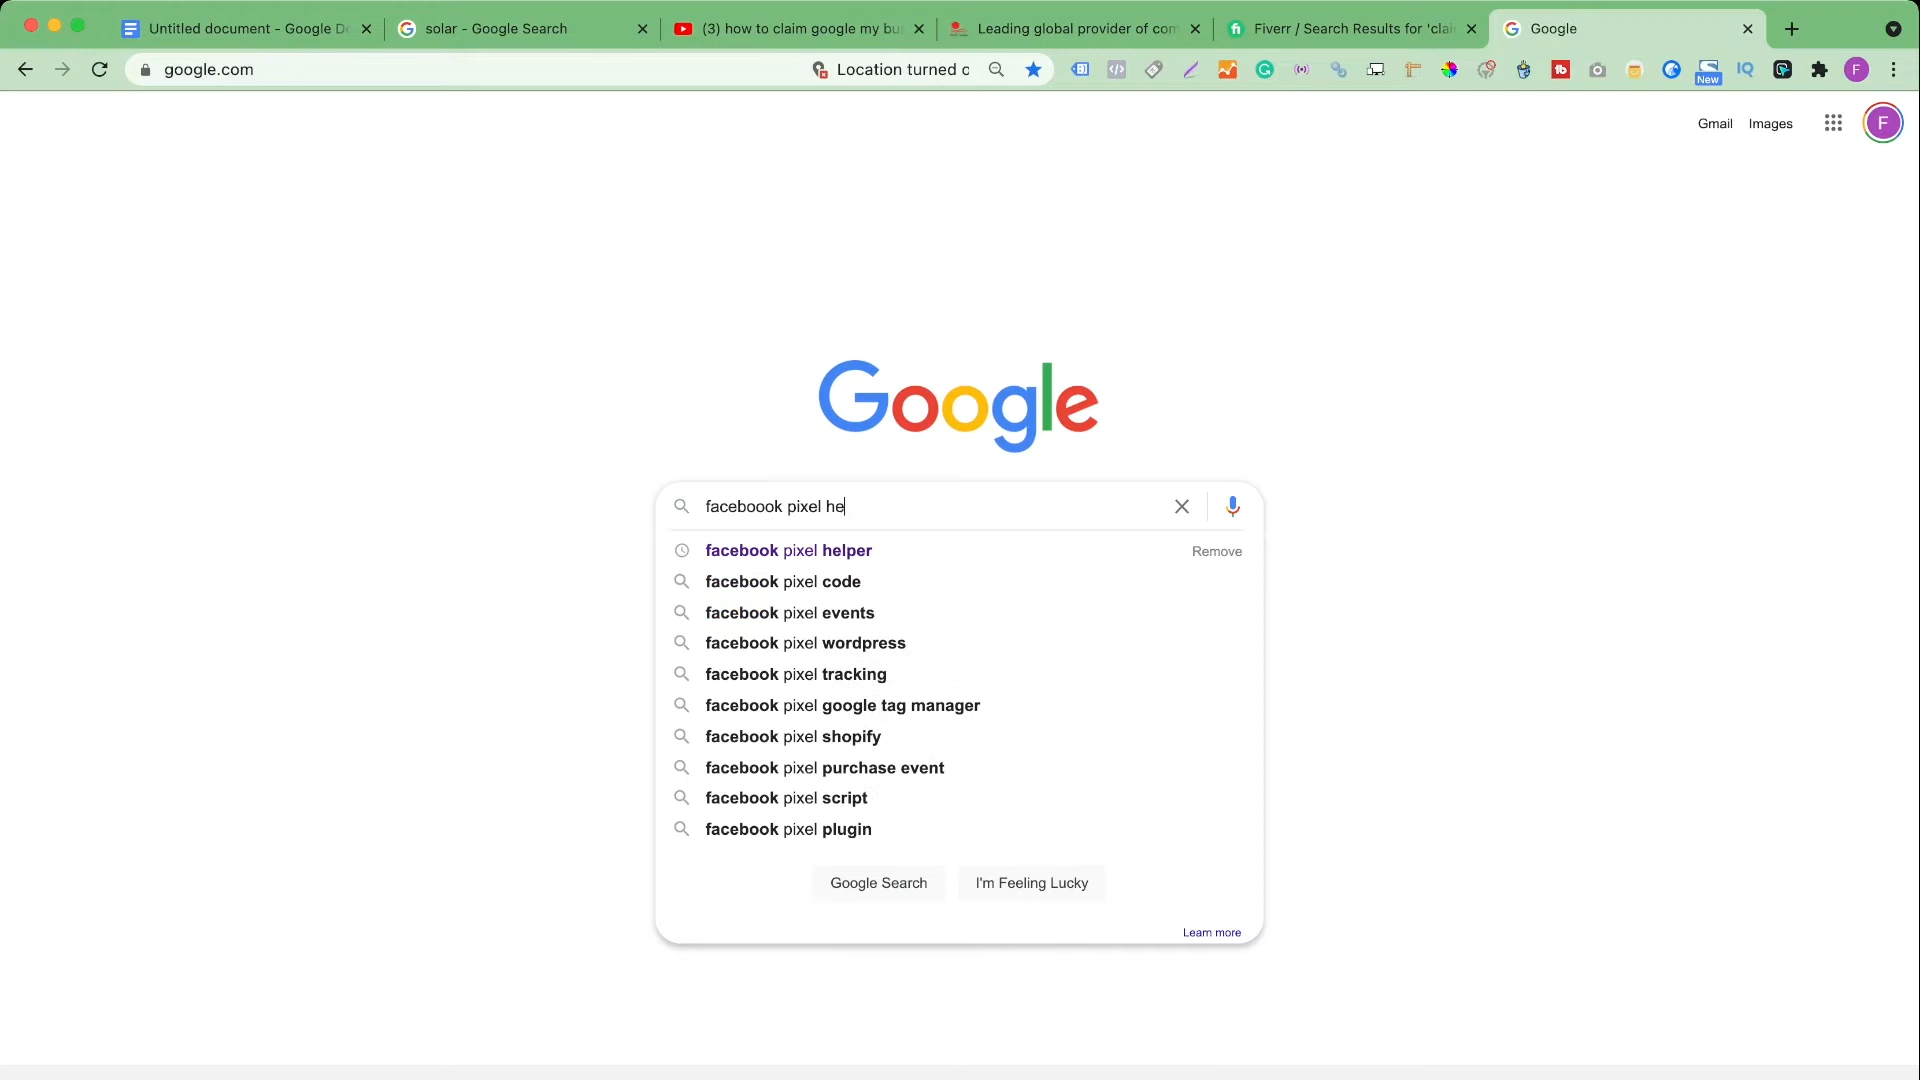 Untitled document - Google D
solar - Google Search
(3) how to claim google my bu
Leading global provider of com
Fiverr / Search Results for 'clai
Google
google.com
Location turned o
New
IQ
F
Gmail
Images
F
Google
faceboook pixel he
facebook pixel helper
Remove
facebook pixel code
facebook pixel events
facebook pixel wordpress
facebook pixel tracking
facebook pixel google tag manager
facebook pixel shopify
facebook pixel purchase event
facebook pixel script
facebook pixel plugin
Google Search
I'm Feeling Lucky
Learn more